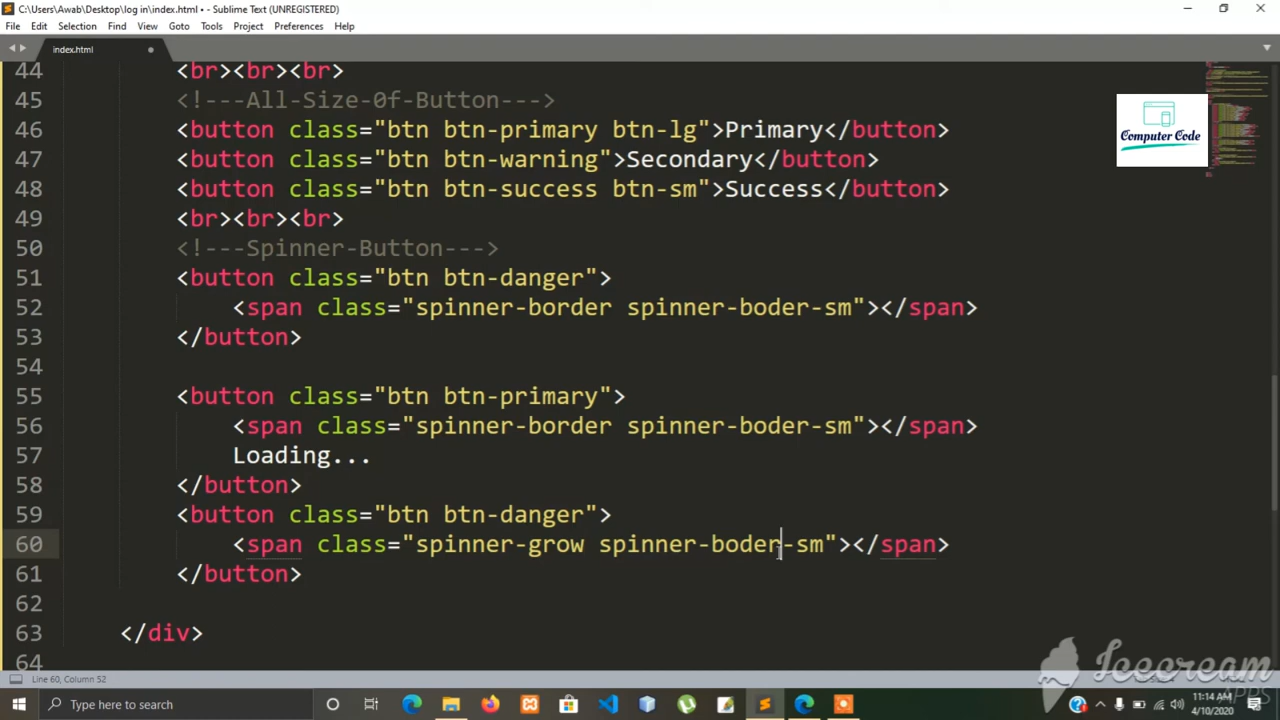 C:\Users\Awab\Desktop\log in\index.html • - Sublime Text (UNREGISTERED)
File Edit Selection Find View Goto Tools Project Preferences Help
index.html
44 <br><br><br>
45 <!---All-Size-0f-Button--->
46 <button class="btn btn-primary btn-lg">Primary</button>
47 <button class="btn btn-warning">Secondary</button>
48 <button class="btn btn-success btn-sm">Success</button>
49 <br><br><br>
50 <!---Spinner-Button--->
51 <button class="btn btn-danger">
52 <span class="spinner-border spinner-boder-sm"></span>
53 </button>
54
55 <button class="btn btn-primary">
56 <span class="spinner-border spinner-boder-sm"></span>
57 Loading...
58 </button>
59 <button class="btn btn-danger">
60 <span class="spinner-grow spinner-boder-sm"></span>
61 </button>
62
63 </div>
64
Computer Code
Line 60, Column 52
Icecream
APPS
Type here to search
11:14 AM
4/10/2020